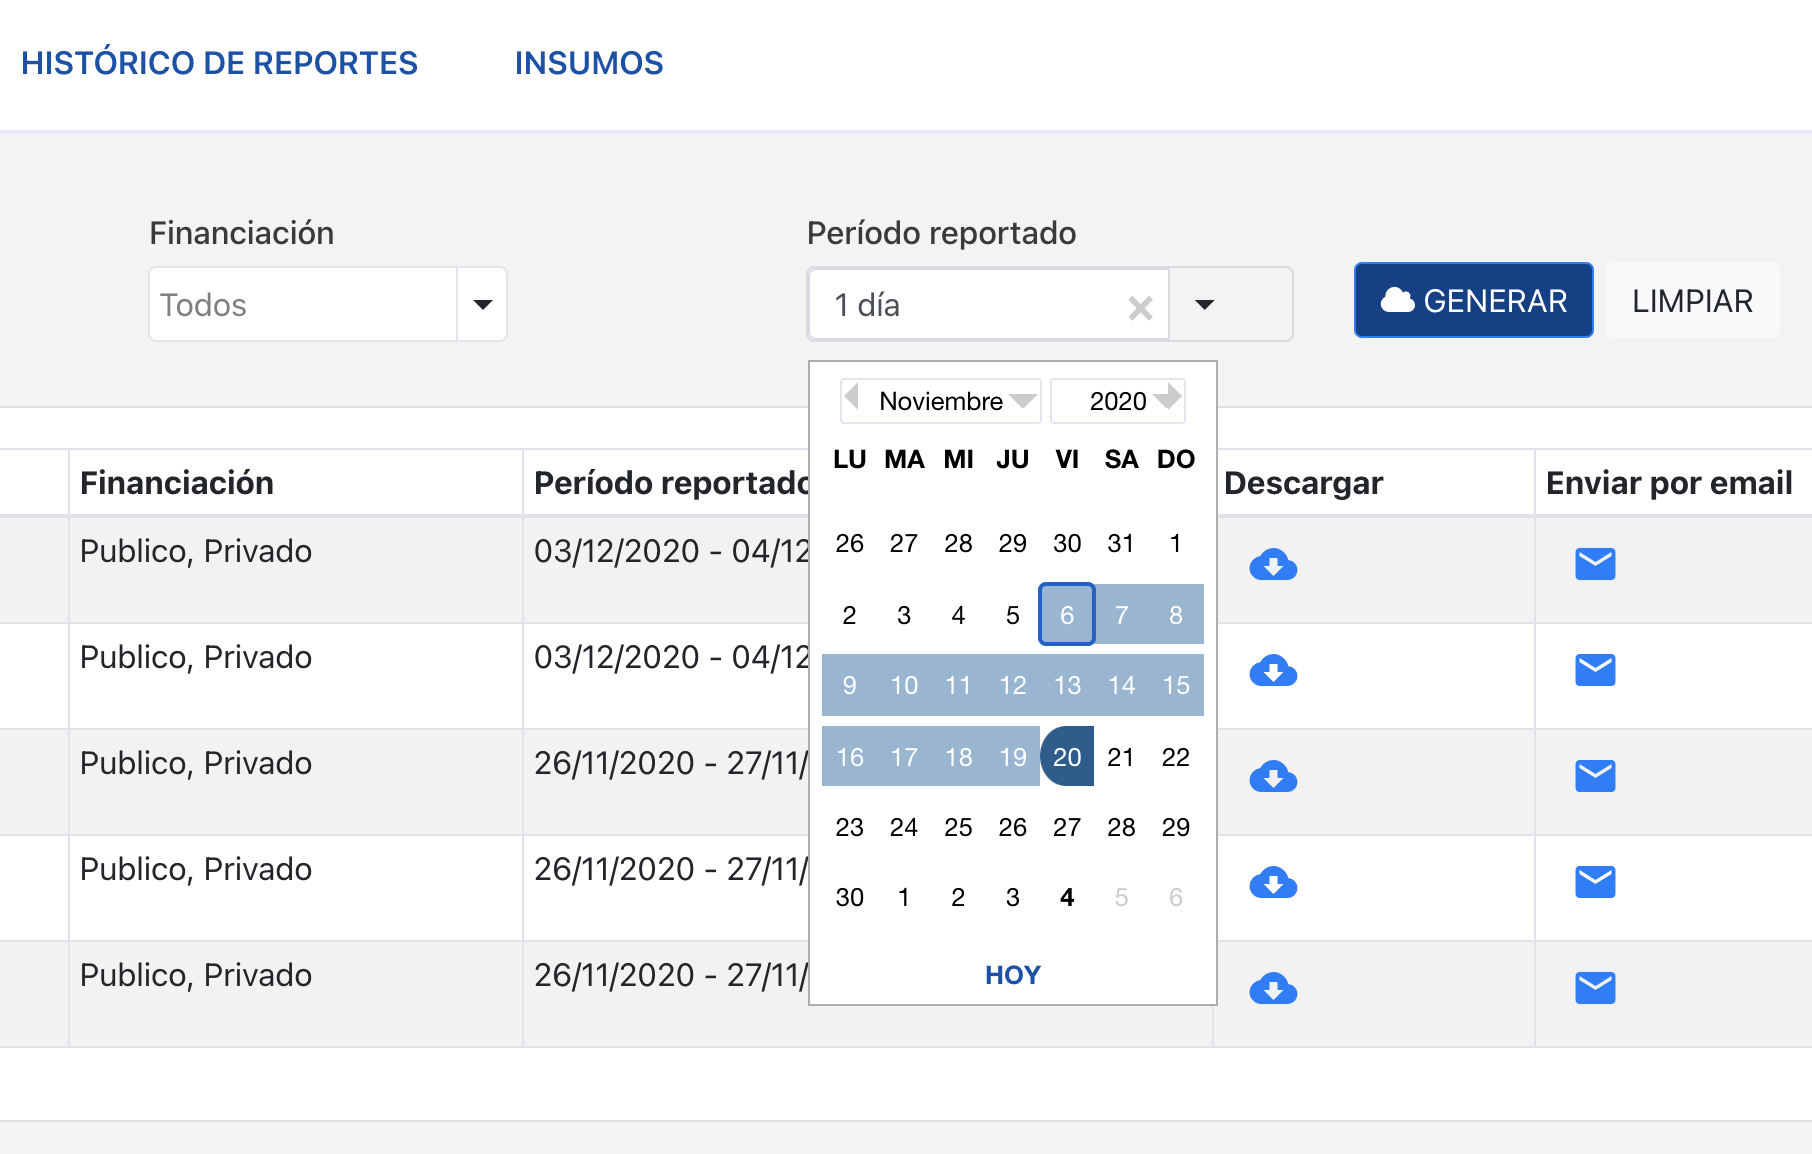 HISTÓRICO DE REPORTES INSUMOS
Financiación
Período reportado
Todos
1 día
GENERAR
LIMPIAR
Noviembre 2020
LU MA MI JU VI SA DO
26 27 28 29 30 31 1
2 3 4 5 6 7 8
9 10 11 12 13 14 15
16 17 18 19 20 21 22
23 24 25 26 27 28 29
30 1 2 3 4 5 6
HOY
Financiación Período reportado Descargar Enviar por email
Publico, Privado 03/12/2020 - 04/12
Publico, Privado 03/12/2020 - 04/12
Publico, Privado 26/11/2020 - 27/11/
Publico, Privado 26/11/2020 - 27/11/
Publico, Privado 26/11/2020 - 27/11/